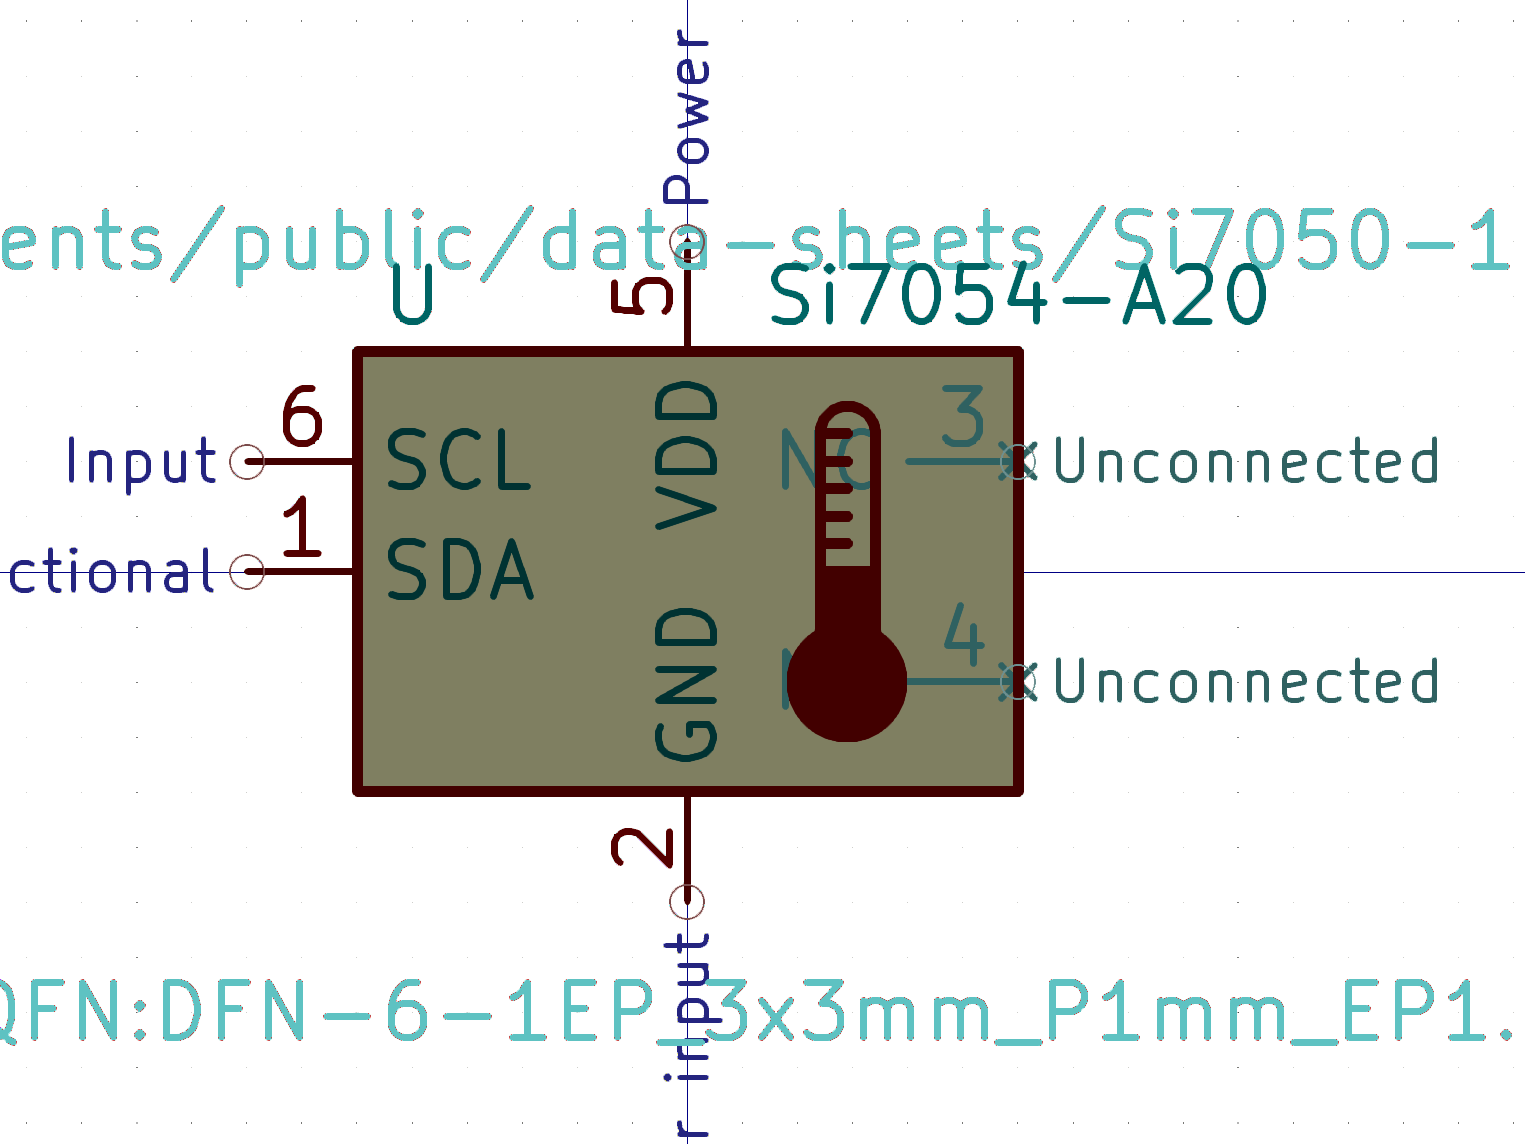 Power
ents/public/data-sheets/Si7050-1
U
5
Si7054-A20
6
VDD
NC
3
Input
SCL
Unconnected
1
ctional
SDA
GND
4
Unconnected
2
r input
QFN:DFN-6-1EP_3x3mm_P1mm_EP1.